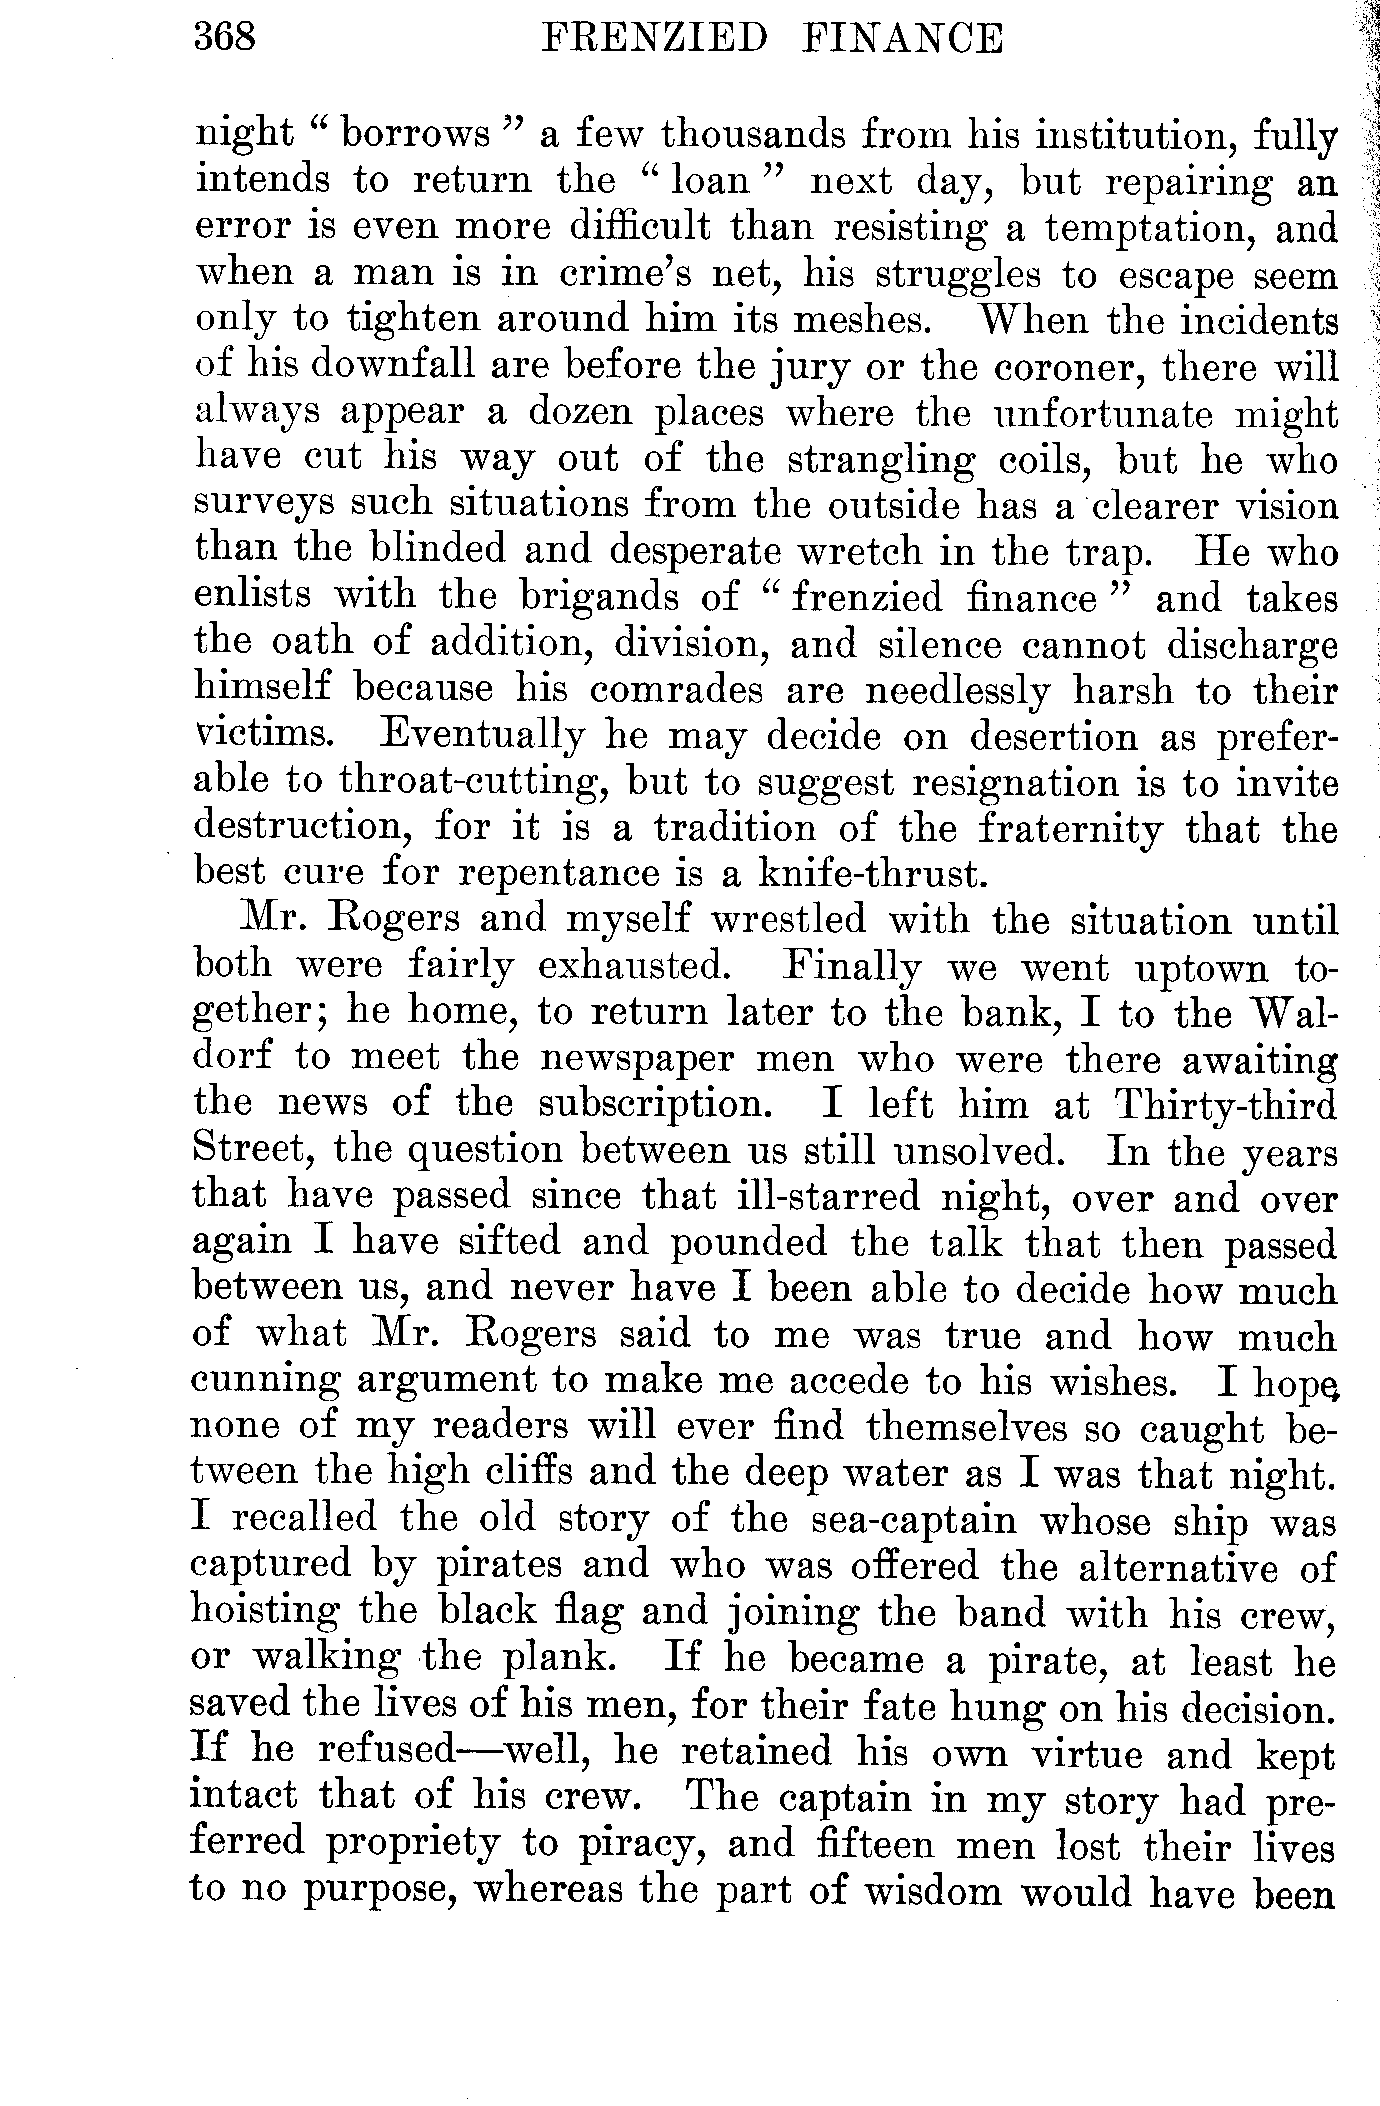 368 FRENZIED FINANCE
night “ borrows ” a few thousands from his institution, fully
intends to return the “ loan ” next day, but repairing an
error is even more difficult than resisting a temptation, and
when a man is in crime’s net, his struggles to escape seem
only to tighten around him its meshes. When the incidents
of his downfall are before the jury or the coroner, there will
always appear a dozen places where the unfortunate might
have cut his way out of the strangling coils, but he who
surveys such situations from the outside has a clearer vision
than the blinded and desperate wretch in the trap. He who
enlists with the brigands of “ frenzied finance ” and takes
the oath of addition, division, and silence cannot discharge
himself because his comrades are needlessly harsh to their
victims. Eventually he may decide on desertion as prefer-
able to throat-cutting, but to suggest resignation is to invite
destruction, for it is a tradition of the fraternity that the
best cure for repentance is a knife-thrust.
Mr. Rogers and myself wrestled with the situation until
both were fairly exhausted. Finally we went uptown to-
gether; he home, to return later to the bank, I to the Wal-
dorf to meet the newspaper men who were there awaiting
the news of the subscription. I left him at Thirty-third
Street, the question between us still unsolved. In the years
that have passed since that ill-starred night, over and over
again I have sifted and pounded the talk that then passed
between us, and never have I been able to decide how much
of what Mr. Rogers said to me was true and how much
cunning argument to make me accede to his wishes. I hope
none of my readers will ever find themselves so caught be-
tween the high cliffs and the deep water as I was that night.
I recalled the old story of the sea-captain whose ship was
captured by pirates and who was offered the alternative of
hoisting the black flag and joining the band with his crew,
or walking the plank. If he became a pirate, at least he
saved the lives of his men, for their fate hung on his decision.
If he refused—well, he retained his own virtue and kept
intact that of his crew. The captain in my story had pre-
ferred propriety to piracy, and fifteen men lost their lives
to no purpose, whereas the part of wisdom would have been